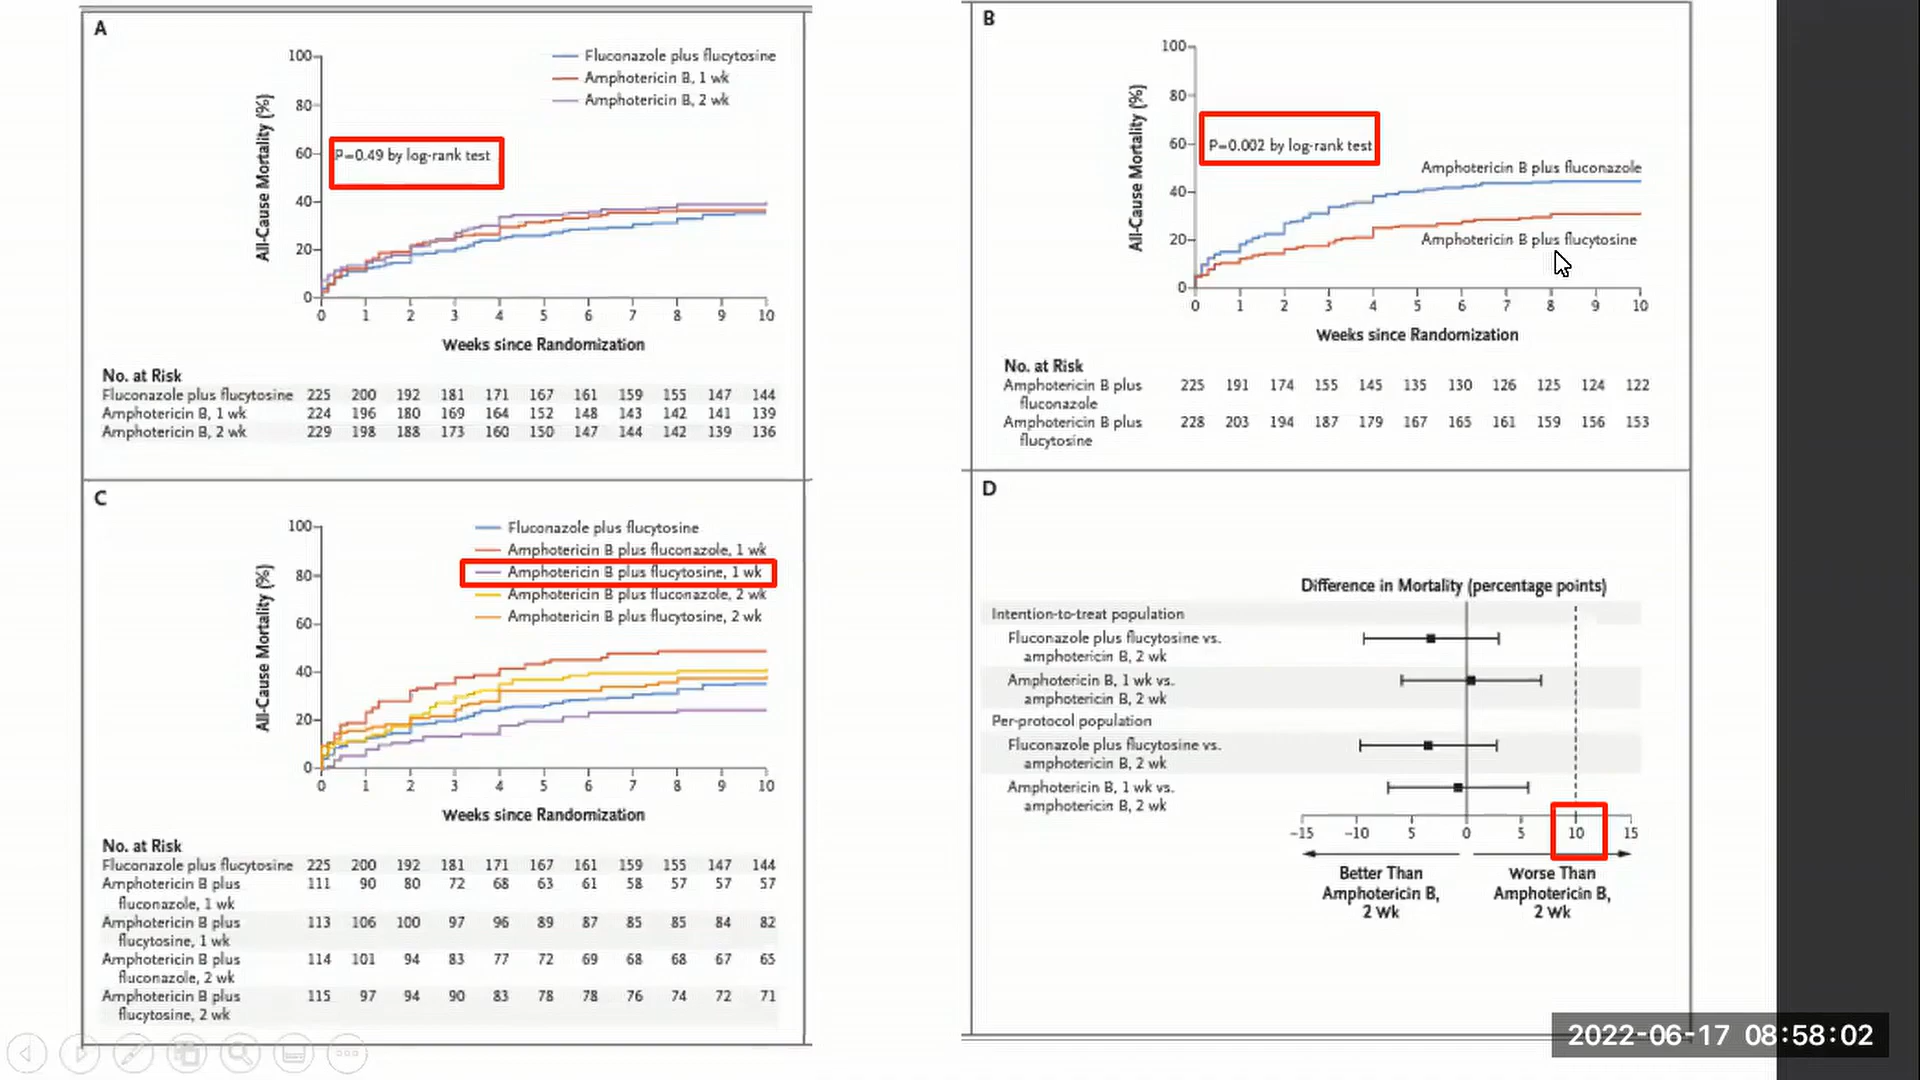 A
100
80
60
40
20
0
All-Cause Mortality (%)
Fluconazole plus flucytosine
Amphotericin B, 1 wk
Amphotericin B, 2 wk
P=0.49 by log-rank test
0 1 2 3 4 5 6 7 8 9 10
Weeks since Randomization
No. at Risk
Fluconazole plus flucytosine 225 200 192 181 171 167 161 159 155 147 144
Amphotericin B, 1 wk 224 196 180 169 164 152 148 143 142 141 139
Amphotericin B, 2 wk 229 198 188 173 160 150 147 144 142 139 136
B
100
80
60
40
20
0
All-Cause Mortality (%)
P=0.002 by log-rank test
Amphotericin B plus fluconazole
Amphotericin B plus flucytosine
0 1 2 3 4 5 6 7 8 9 10
Weeks since Randomization
No. at Risk
Amphotericin B plus 225 191 174 155 145 135 130 126 125 124 122
fluconazole
Amphotericin B plus 228 203 194 187 179 167 165 161 159 156 153
flucytosine
C
100
80
60
40
20
0
All-Cause Mortality (%)
Fluconazole plus flucytosine
Amphotericin B plus fluconazole, 1 wk
Amphotericin B plus flucytosine, 1 wk
Amphotericin B plus fluconazole, 2 wk
Amphotericin B plus flucytosine, 2 wk
0 1 2 3 4 5 6 7 8 9 10
Weeks since Randomization
No. at Risk
Fluconazole plus flucytosine 225 200 192 181 171 167 161 159 155 147 144
Amphotericin B plus 111 90 80 72 68 63 61 58 57 57 57
fluconazole, 1 wk
Amphotericin B plus 113 106 100 97 96 89 87 85 85 84 82
flucytosine, 1 wk
Amphotericin B plus 114 101 94 83 77 72 69 68 68 67 65
fluconazole, 2 wk
Amphotericin B plus 115 97 94 90 83 78 78 76 74 72 71
flucytosine, 2 wk
D
Difference in Mortality (percentage points)
Intention-to-treat population
Fluconazole plus flucytosine vs.
amphotericin B, 2 wk
Amphotericin B, 1 wk vs.
amphotericin B, 2 wk
Per-protocol population
Fluconazole plus flucytosine vs.
amphotericin B, 2 wk
Amphotericin B, 1 wk vs.
amphotericin B, 2 wk
−15 −10 5 0 5 10 15
Better Than
Amphotericin B,
2 Wk
Worse Than
Amphotericin B,
2 Wk
2022-06-17 08:58:02